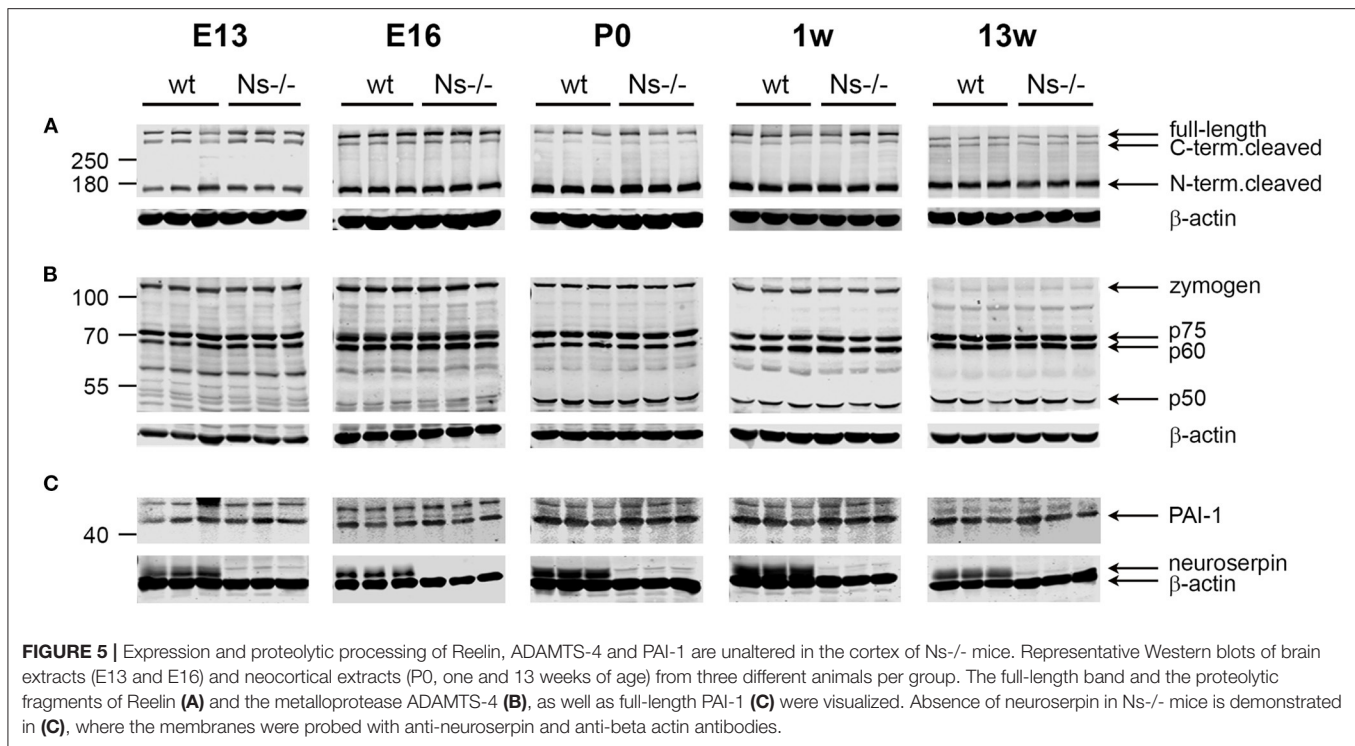 E13 E16 P0 1w 13w
wt Ns-/- wt Ns-/- wt Ns-/- wt Ns-/- wt Ns-/-
A
full-length
C-term.cleaved
250
180
N-term.cleaved
β-actin
B
zymogen
100
p75
70
p60
55
p50
β-actin
C
PAI-1
40
neuroserpin
β-actin
FIGURE 5 | Expression and proteolytic processing of Reelin, ADAMTS-4 and PAI-1 are unaltered in the cortex of Ns-/- mice. Representative Western blots of brain
extracts (E13 and E16) and neocortical extracts (P0, one and 13 weeks of age) from three different animals per group. The full-length band and the proteolytic
fragments of Reelin (A) and the metalloprotease ADAMTS-4 (B), as well as full-length PAI-1 (C) were visualized. Absence of neuroserpin in Ns-/- mice is demonstrated
in (C), where the membranes were probed with anti-neuroserpin and anti-beta actin antibodies.